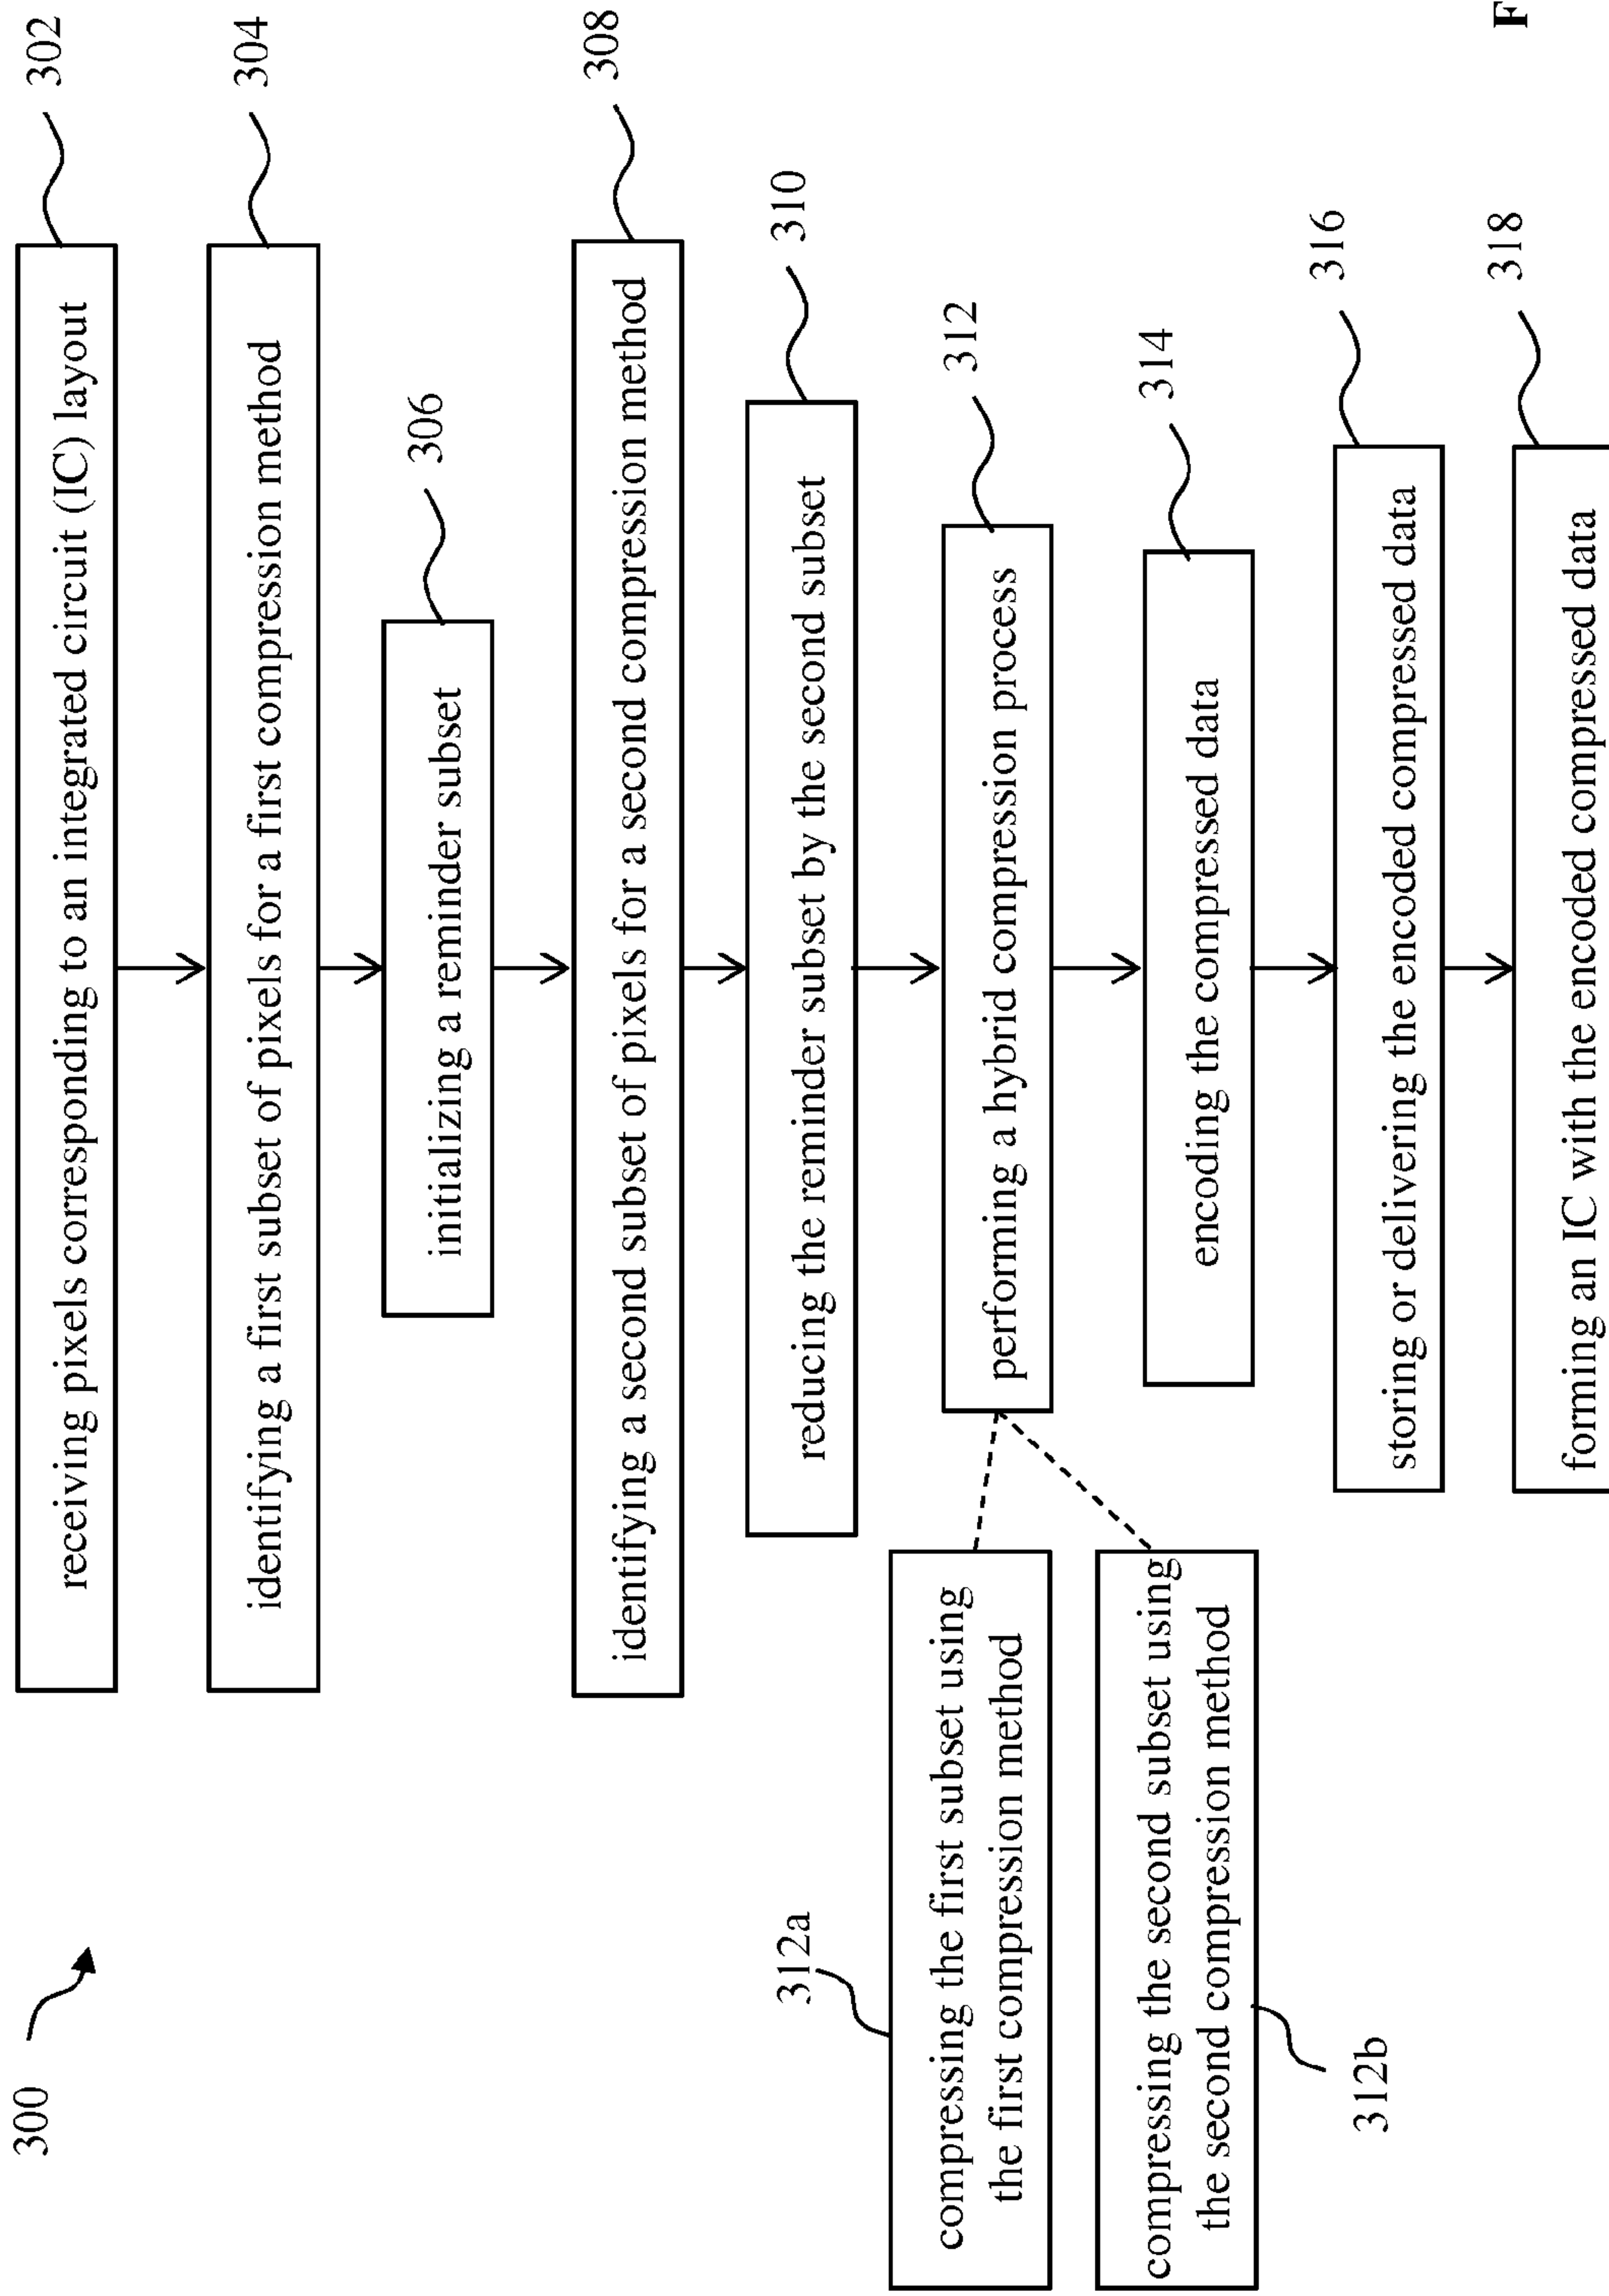 300
receiving pixels corresponding to an integrated circuit (IC) layout
302
identifying a first subset of pixels for a first compression method
304
initializing a reminder subset
306
identifying a second subset of pixels for a second compression method
308
reducing the reminder subset by the second subset
310
performing a hybrid compression process
312
312a
compressing the first subset using
the first compression method
compressing the second subset using
the second compression method
312b
encoding the compressed data
314
storing or delivering the encoded compressed data
316
forming an IC with the encoded compressed data
318
F